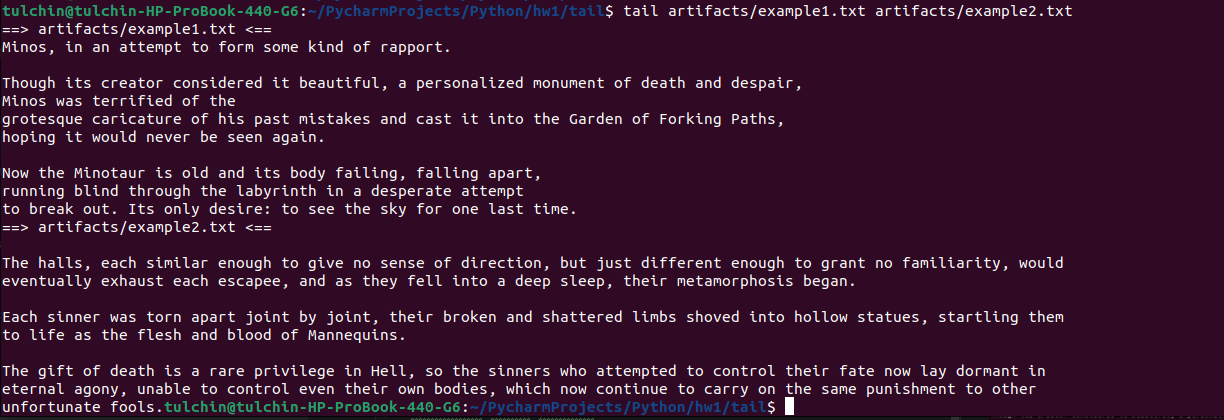 tulchin@tulchin-HP-ProBook-440-G6:~/PycharmProjects/Python/hw1/tail$ tail artifacts/example1.txt artifacts/example2.txt
==> artifacts/example1.txt <==
Minos, in an attempt to form some kind of rapport.
Though its creator considered it beautiful, a personalized monument of death and despair,
Minos was terrified of the
grotesque caricature of his past mistakes and cast it into the Garden of Forking Paths,
hoping it would never be seen again.
Now the Minotaur is old and its body failing, falling apart,
running blind through the labyrinth in a desperate attempt
to break out. Its only desire: to see the sky for one last time.
==> artifacts/example2.txt <==
The halls, each similar enough to give no sense of direction, but just different enough to grant no familiarity, would
eventually exhaust each escapee, and as they fell into a deep sleep, their metamorphosis began.
Each sinner was torn apart joint by joint, their broken and shattered limbs shoved into hollow statues, startling them
to life as the flesh and blood of Mannequins.
The gift of death is a rare privilege in Hell, so the sinners who attempted to control their fate now lay dormant in
eternal agony, unable to control even their own bodies, which now continue to carry on the same punishment to other
unfortunate fools.tulchin@tulchin-HP-ProBook-440-G6:~/PycharmProjects/Python/hw1/tail$